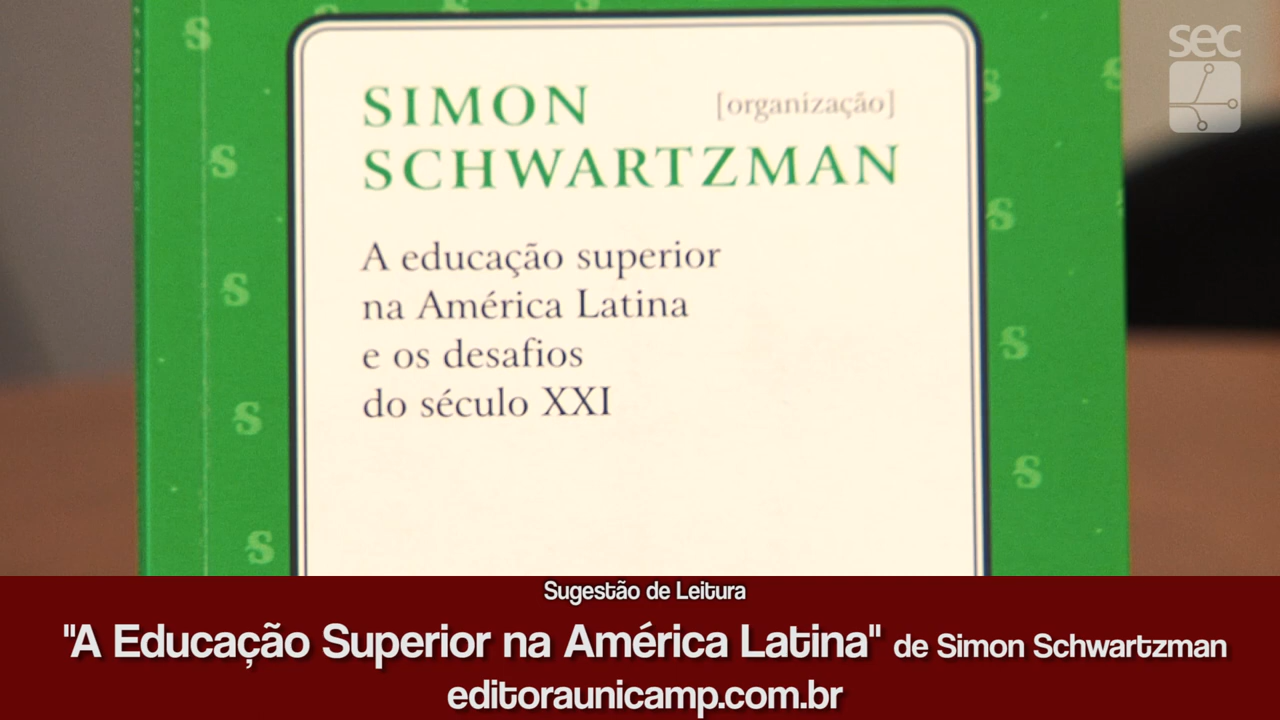 sec
SIMON [organização]
SCHWARTZMAN
A educação superior
na América Latina
e os desafios
do século XXI
Sugestão de Leitura
"A Educação Superior na América Latina" de Simon Schwartzman
editoraunicamp.com.br